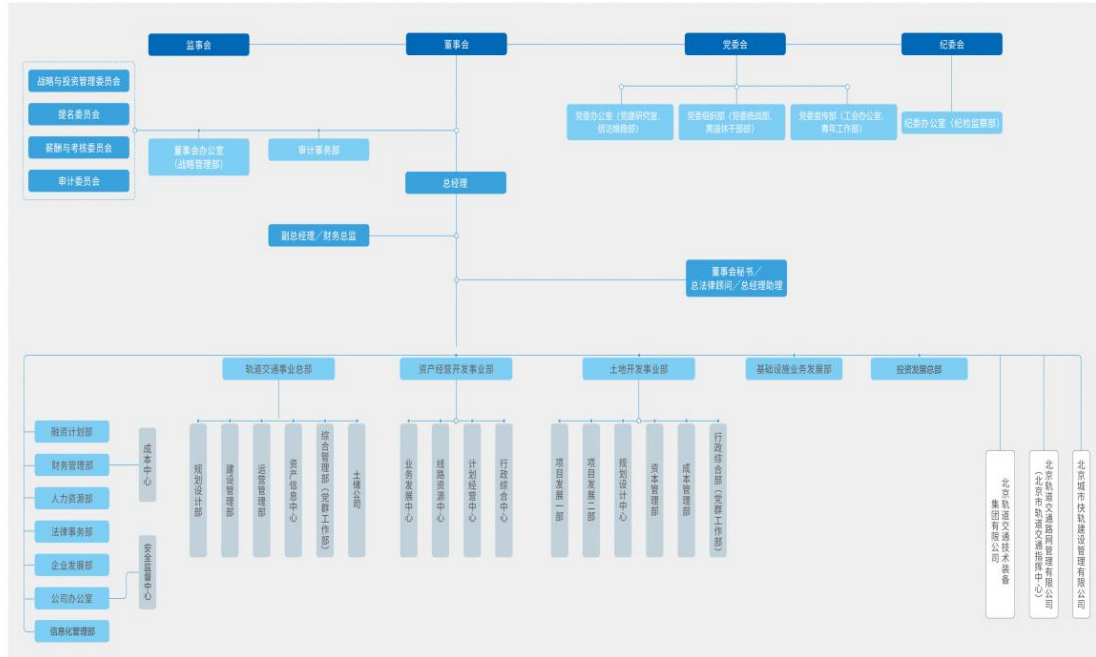 监事会
董事会
党委会
纪委会
战略与投资管理委员会
提名委员会
薪酬与考核委员会
审计委员会
董事会办公室
(战略管理部)
审计事务部
党委办公室(党建研究室、
信访维稳部)
党委组织部(党委统战部、
离退休干部部)
党委宣传部(工会办公室、
青年工作部)
纪委办公室(纪检监察部)
总经理
副总经理/财务总监
董事会秘书/
总法律顾问/总经理助理
轨道交通事业总部
资产经营开发事业部
土地开发事业部
基础设施业务发展部
投资发展总部
融资计划部
财务管理部
人力资源部
法律事务部
企业发展部
公司办公室
信息化管理部
成本中心
安全监督中心
规划设计部
建设管理部
运营管理部
资产信息中心
综合管理部(党群工作部)
土储公司
业务发展中心
线路资源中心
计划经营中心
行政综合中心
项目发展一部
项目发展二部
规划设计中心
资本管理部
成本管理部
行政综合部(党群工作部)
北京轨道交通技术装备
集团有限公司
北京轨道交通路网管理有限公司
(北京市轨道交通指挥中心)
北京城市快轨建设管理有限公司